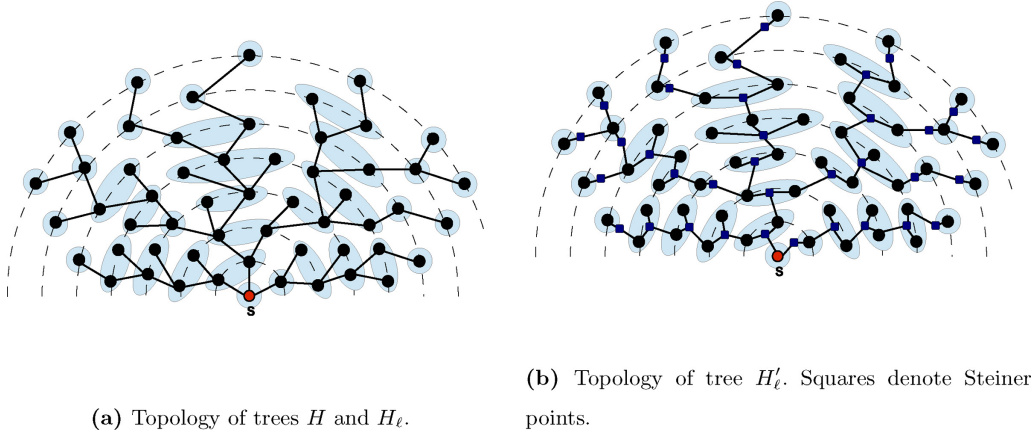 s
s
(a) Topology of trees H and Hℓ.
(b) Topology of tree H′ℓ. Squares denote Steiner
points.